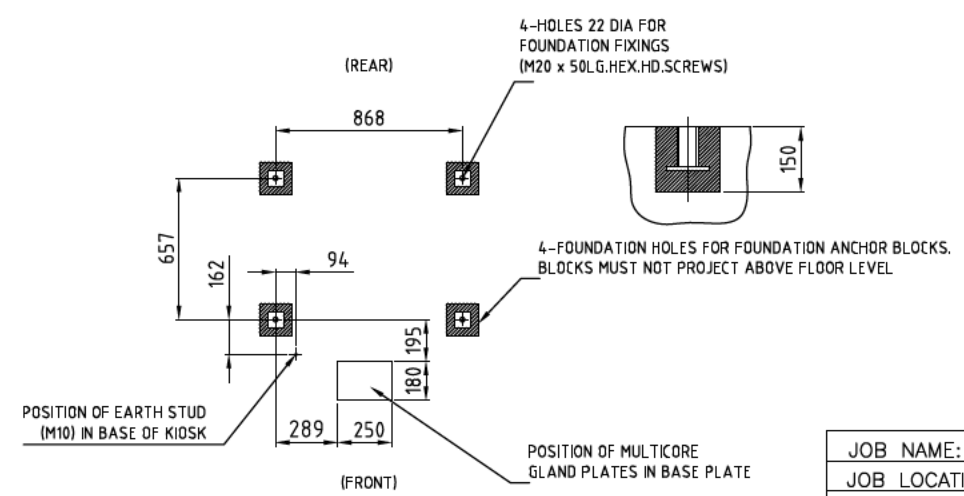 4-HOLES 22 DIA FOR
FOUNDATION FIXINGS
(M20 x 50LG.HEX.HD.SCREWS)
(REAR)
868
150
657
162
94
4-FOUNDATION HOLES FOR FOUNDATION ANCHOR BLOCKS.
BLOCKS MUST NOT PROJECT ABOVE FLOOR LEVEL
195
180
POSITION OF EARTH STUD
(M10) IN BASE OF KIOSK
289
250
POSITION OF MULTICORE
GLAND PLATES IN BASE PLATE
(FRONT)
JOB NAME:
JOB LOCATI